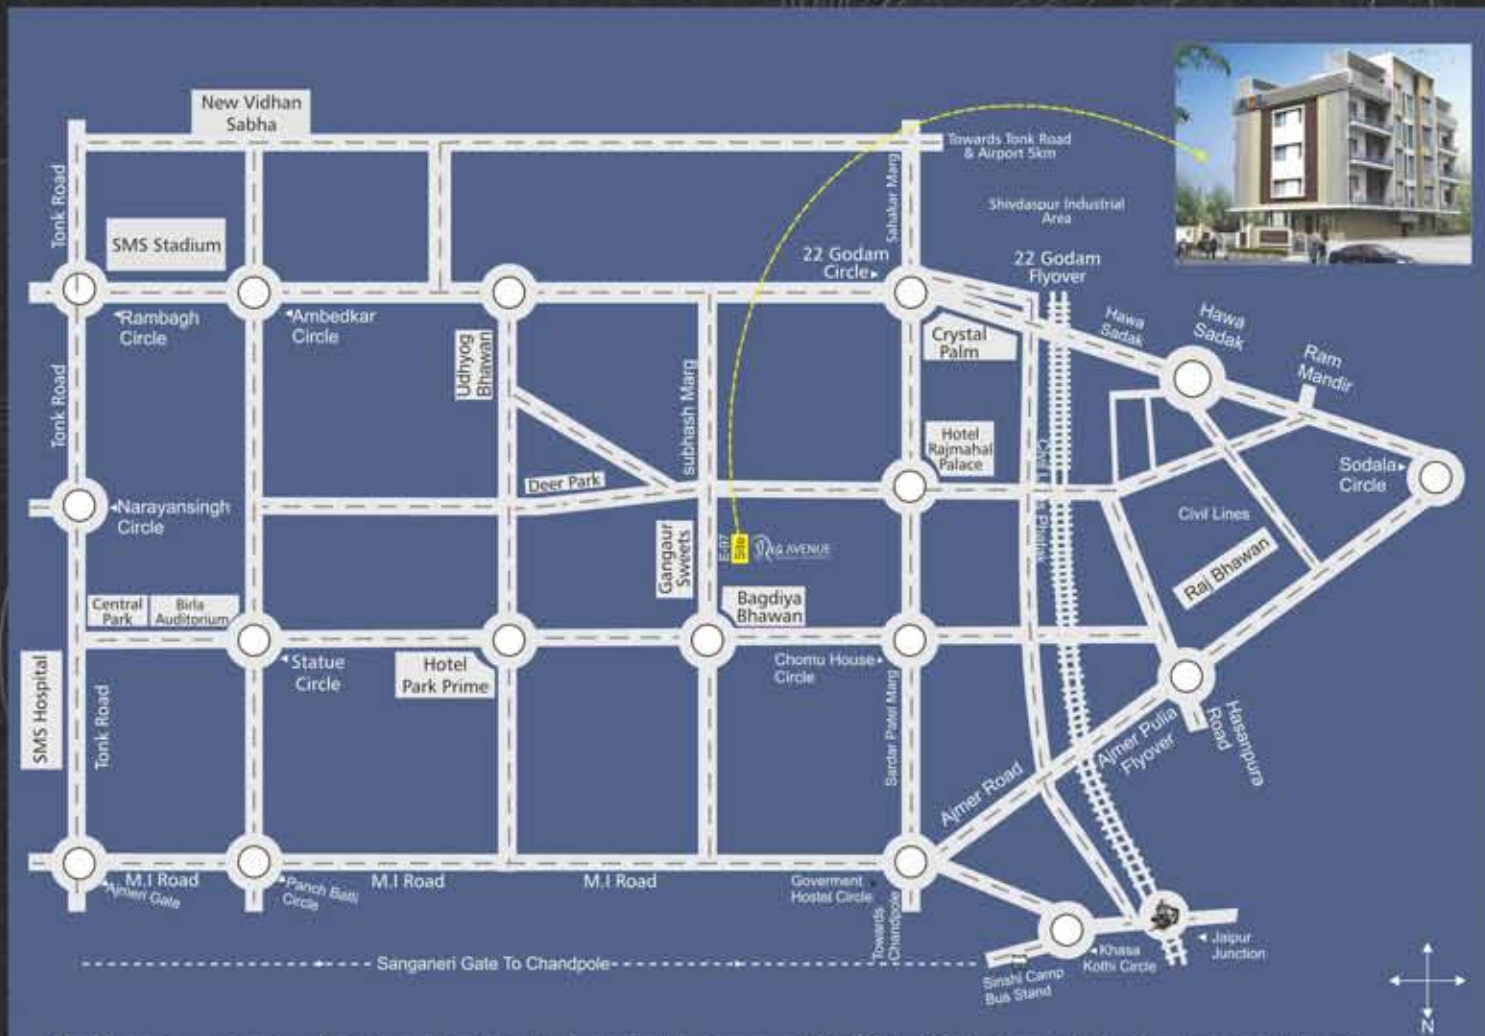 New Vidhan
Sabha
Towards Tonk Road
& Airport 5km
Tonk Road
Sahakar Marg
Shivdaspur Industrial
Area
SMS Stadium
22 Godam
Circle
22 Godam
Flyover
Rambagh
Circle
Ambedkar
Circle
Udhyog
Bhawan
Crystal
Palm
Hawa
Sadak
Hawa
Sadak
Ram
Mandir
Tonk Road
subhash Marg
Hotel
Rajmahal
Palace
Deer Park
Sodala
Circle
Narayansingh
Circle
Civil Lines
Gangaur
Sweets
E-97
Site
AVENUE
Raj Bhawan
Central
Park
Birla
Auditorium
Bagdiya
Bhawan
Statue
Circle
Hotel
Park Prime
Chomu House
Circle
SMS Hospital
Tonk Road
Sardar Patel Marg
Ajmer Road
Ajmer Pulia
Flyover
Hasanpura
Road
M.I Road
Ajmeri Gate
Panch Batti
Circle
M.I Road
M.I Road
Goverment
Hostel Circle
Towards
Chandpole
Khasa
Kothi Circle
Jaipur
Junction
Sanganeri Gate To Chandpole
Sinshi Camp
Bus Stand
N